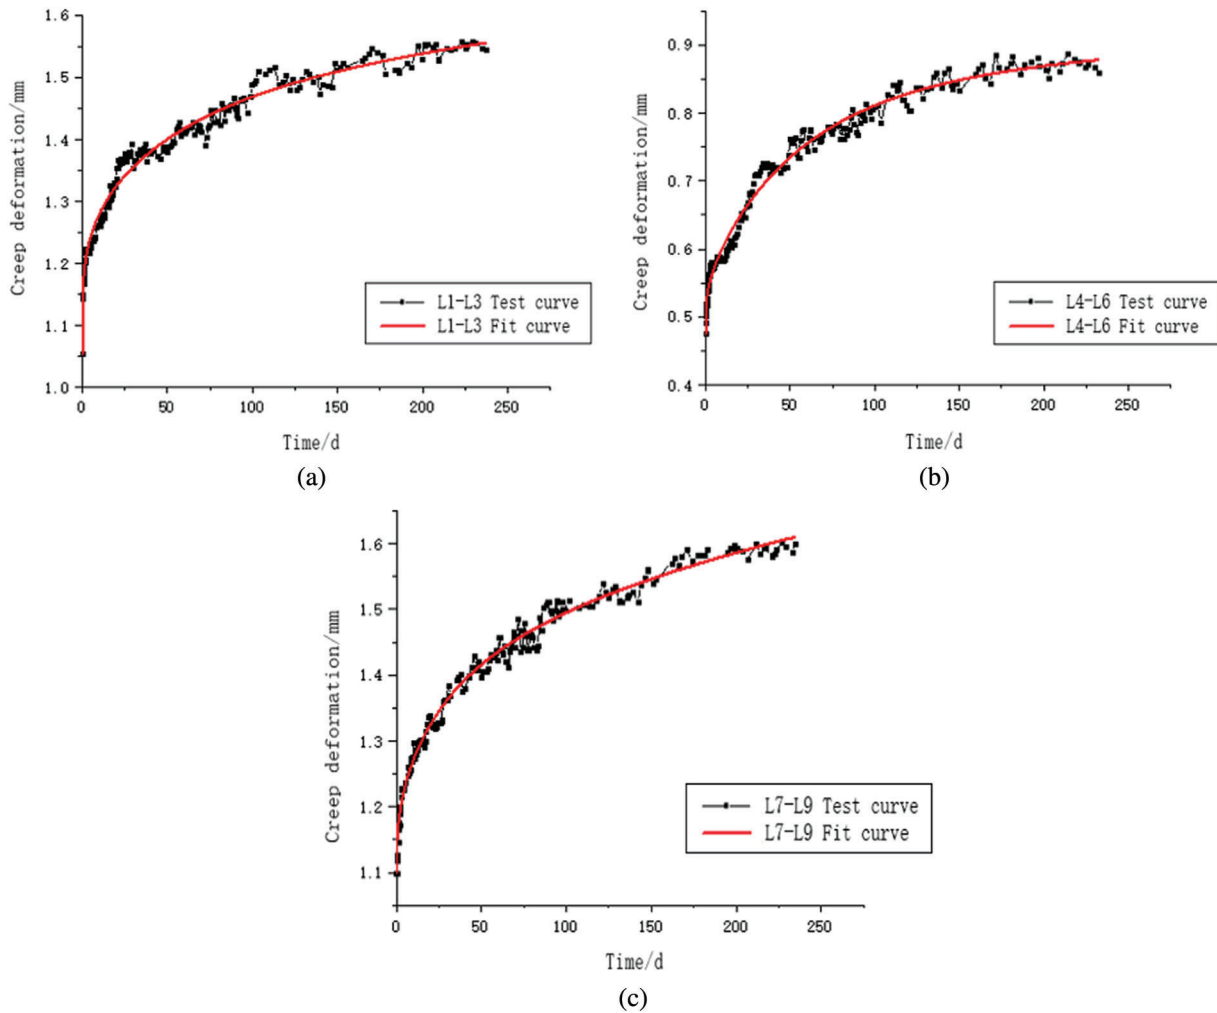 1.6
1.5
1.4
1.3
1.2
1.1
1.0
Creep deformation/mm
L1-L3 Test curve
L1-L3 Fit curve
0 50 100 150 200 250
Time/d
(a)
0.9
0.8
0.7
0.6
0.5
0.4
Creep deformation/mm
L4-L6 Test curve
L4-L6 Fit curve
0 50 100 150 200 250
Time/d
(b)
1.6
1.5
1.4
1.3
1.2
1.1
Creep deformation/mm
L7-L9 Test curve
L7-L9 Fit curve
0 50 100 150 200 250
Time/d
(c)